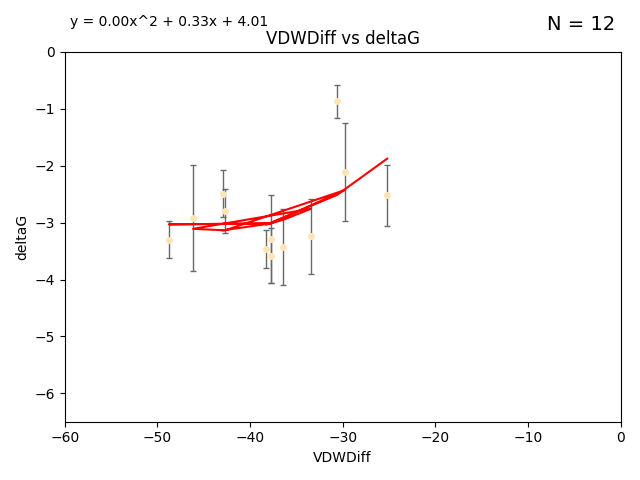 y = 0.00x^2 + 0.33x + 4.01
N = 12
VDWDiff vs deltaG
0
−1
−2
−3
−4
−5
−6
deltaG
−60 −50 −40 −30 −20 −10 0
VDWDiff